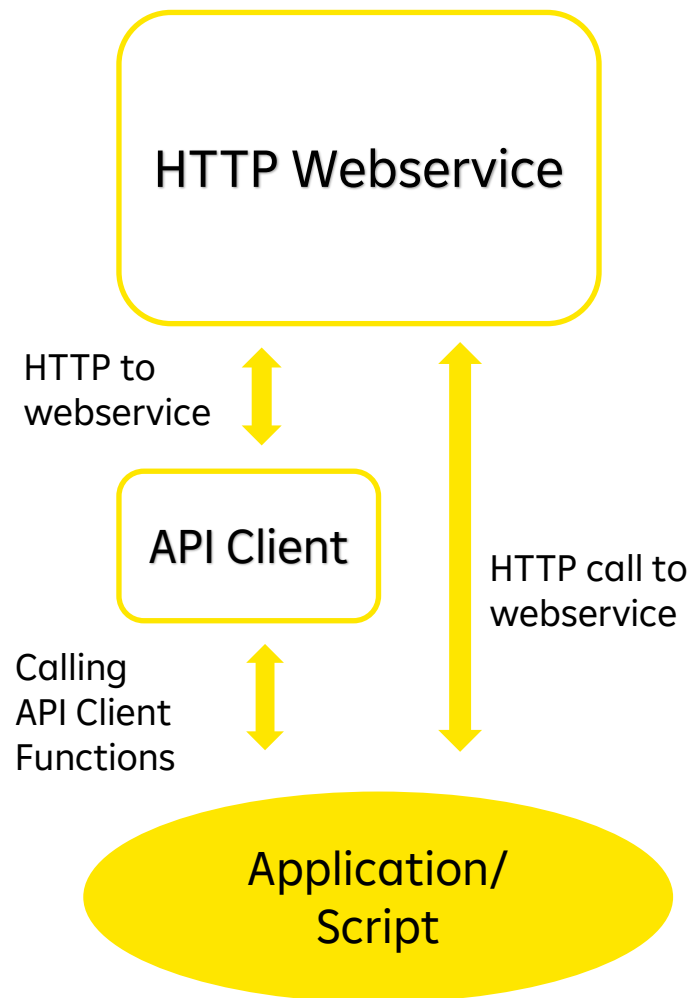 HTTP Webservice
HTTP to
webservice
API Client
HTTP call to
webservice
Calling
API Client
Functions
Application/
Script